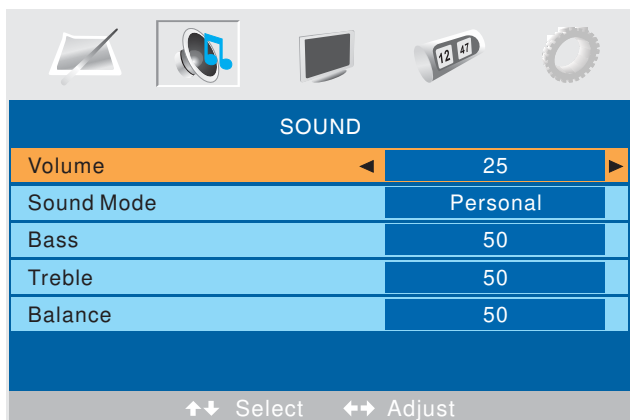 12 47
SOUND
Volume ◄ 25 ►
Sound Mode Personal
Bass 50
Treble 50
Balance 50
Select Adjust